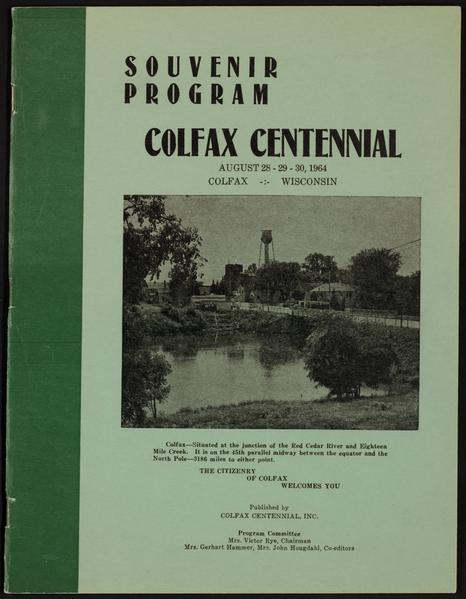 SOUVENIR
PROGRAM
COLFAX CENTENNIAL
AUGUST 28 - 29 - 30, 1964
COLFAX -:- WISCONSIN
Colfax—Situated at the junction of the Red Cedar River and Eighteen
Mile Creek. It is on the 45th parallel midway between the equator and the
North Pole—3186 miles to either point.
THE CITIZENRY
OF COLFAX
WELCOMES YOU
Published by
COLFAX CENTENNIAL, INC.
Program Committee
Mrs. Victor Rye, Chairman
Mrs. Gerhart Hammer, Mrs. John Hougdahl, Co-editors